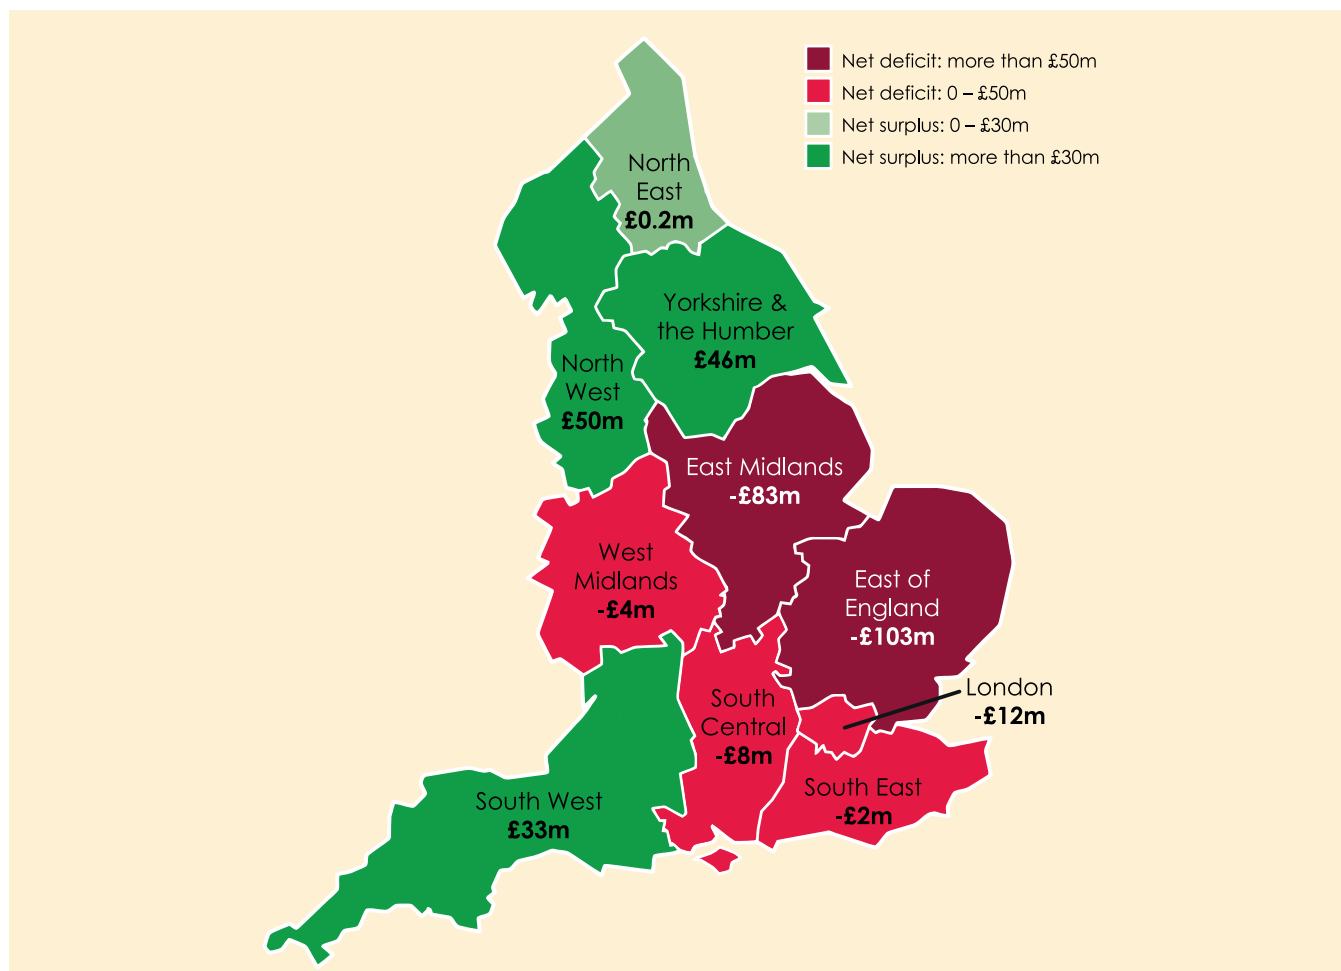 Net deficit: more than £50m
Net deficit: 0 – £50m
Net surplus: 0 – £30m
Net surplus: more than £30m
North
East
£0.2m
Yorkshire &
the Humber
£46m
North
West
£50m
East Midlands
-£83m
West
Midlands
-£4m
East of
England
-£103m
London
-£12m
South
Central
-£8m
South East
-£2m
South West
£33m